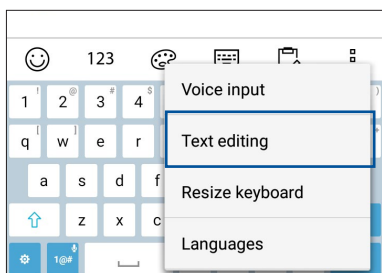 123
Voice input
1 ! 2 @ 3 # 4 $ )
Text editing
q [ w ] e r
Resize keyboard
a s d f
z x c
Languages
1@#